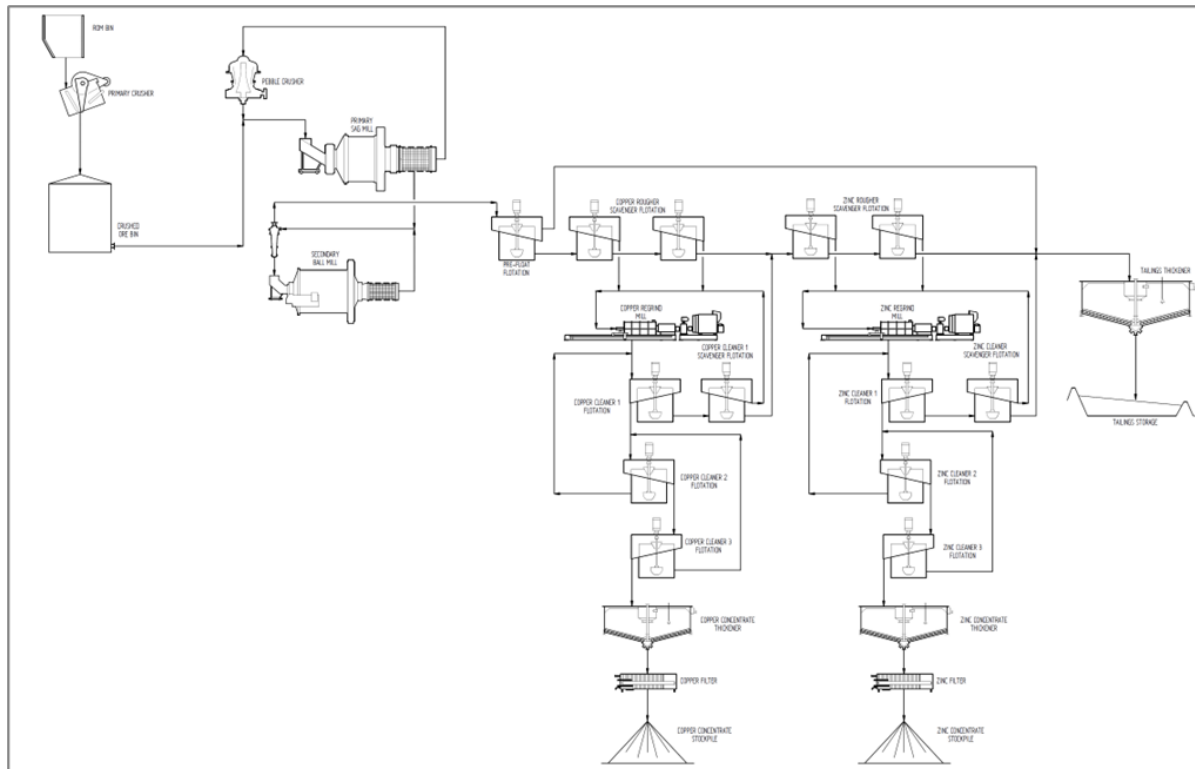 ROM BIN
PRIMARY CRUSHER
CRUSHED
ORE BIN
PEBBLE CRUSHER
PRIMARY
SAG MILL
SECONDARY
BALL MILL
PRE-FLOAT
FLOTATION
COPPER ROUGHER
SCAVENGER FLOTATION
ZINC ROUGHER
SCAVENGER FLOTATION
TAILINGS THICKENER
TAILINGS STORAGE
COPPER REGRIND
MILL
COPPER CLEANER 1
SCAVENGER FLOTATION
COPPER CLEANER 1
FLOTATION
COPPER CLEANER 2
FLOTATION
COPPER CLEANER 3
FLOTATION
COPPER CONCENTRATE
THICKENER
COPPER FILTER
COPPER CONCENTRATE
STOCKPILE
ZINC REGRIND
MILL
ZINC CLEANER
SCAVENGER FLOTATION
ZINC CLEANER 1
FLOTATION
ZINC CLEANER 2
FLOTATION
ZINC CLEANER 3
FLOTATION
ZINC CONCENTRATE
THICKENER
ZINC FILTER
ZINC CONCENTRATE
STOCKPILE